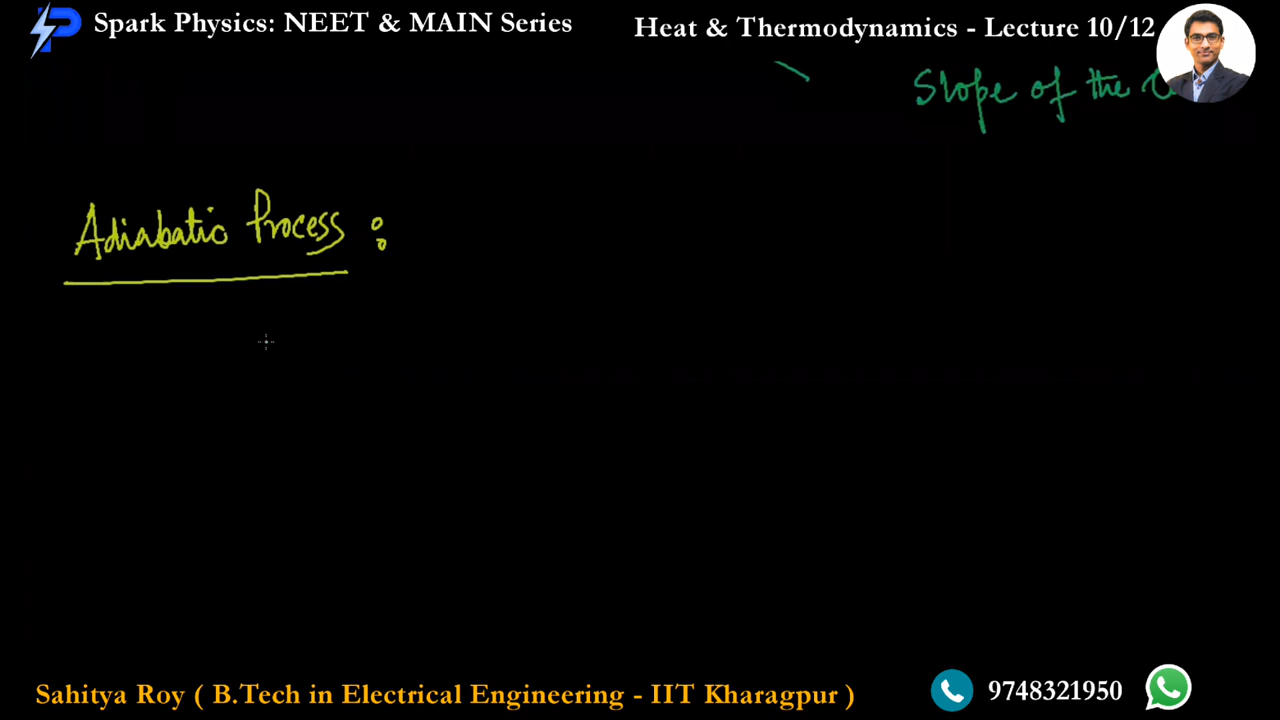 Spark Physics: NEET & MAIN Series
Heat & Thermodynamics - Lecture 10/12
Slope of the
Adiabatic Process :
Sahitya Roy ( B.Tech in Electrical Engineering - IIT Kharagpur )
9748321950